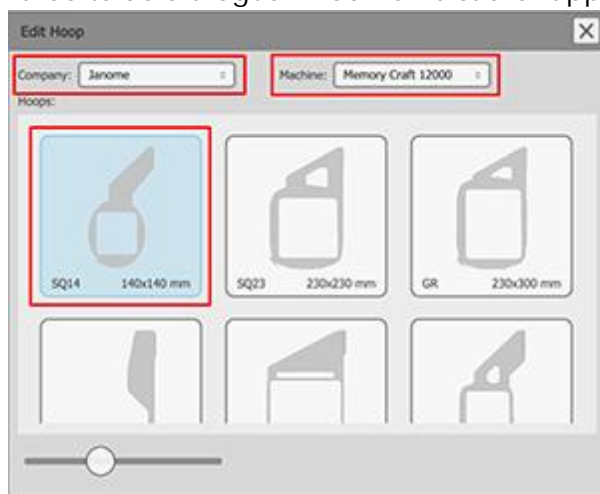 Edit Hoop
Company: Janome Machine: Memory Craft 12000
Hoops:
SQ14 140x140 mm SQ23 230x230 mm GR 230x300 mm